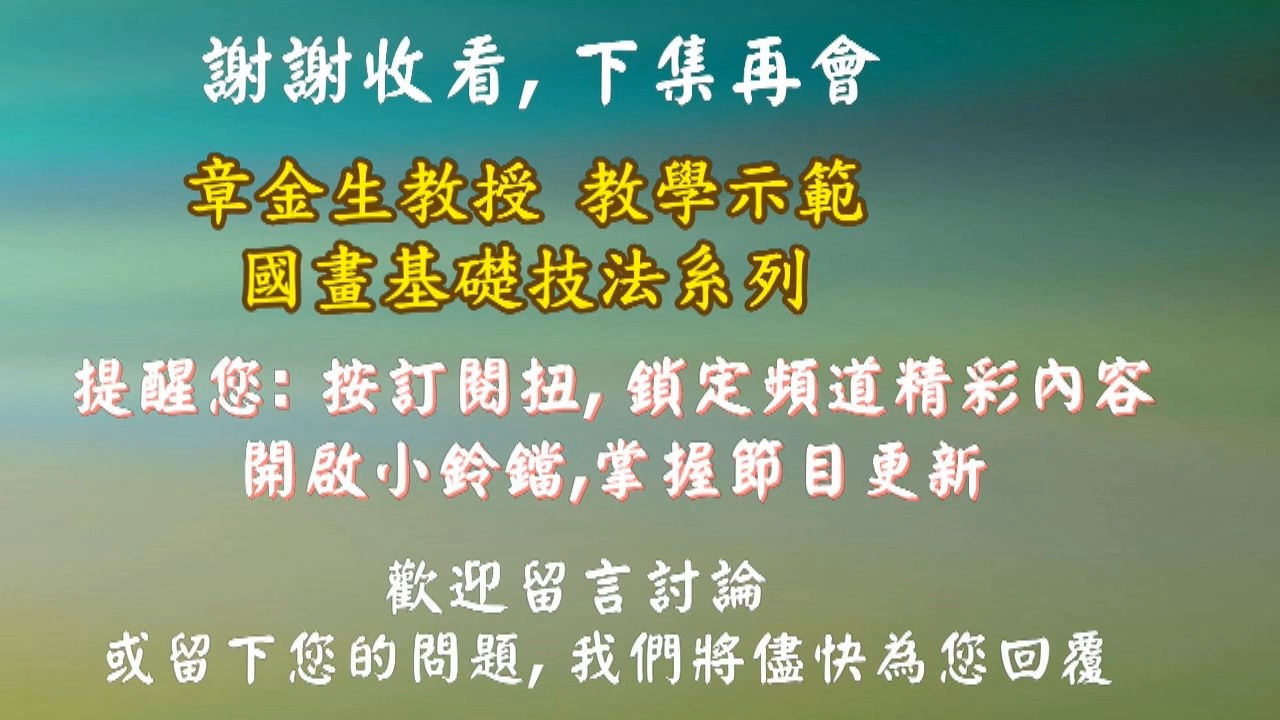 謝謝收看, 下集再會
章金生教授 教學示範
國畫基礎技法系列
提醒您: 按訂閱扭, 鎖定頻道精彩內容
開啟小鈴鐺,掌握節目更新
歡迎留言討論
或留下您的問題, 我們將儘快為您回覆